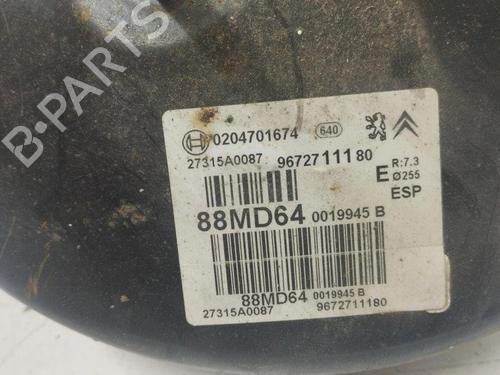 0204701674 640
27315A0087 9672711180
E R:7.3
Ø255
ESP
88MD64 0019945 B
88MD64 0019945 B
27315A0087 9672711180
B-PARTS